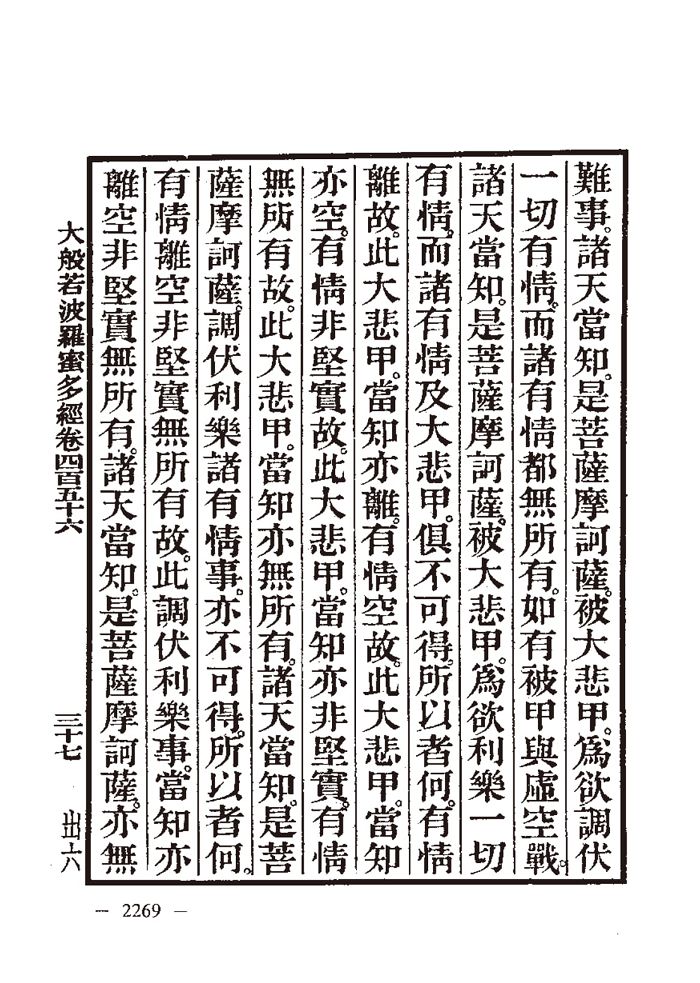 難事。諸天當知。是菩薩摩訶薩。被大悲甲。爲欲調伏
一切有情。而諸有情都無所有。如有被甲與虛空戰。
諸天當知。是菩薩摩訶薩。被大悲甲。爲欲利樂一切
有情。而諸有情及大悲甲。俱不可得。所以者何。有情
離故。此大悲甲。當知亦離。有情空故。此大悲甲。當知
亦空。有情非堅實故。此大悲甲。當知亦非堅實。有情
無所有故。此大悲甲。當知亦無所有。諸天當知。是菩
薩摩訶薩。調伏利樂諸有情事。亦不可得。所以者何。
有情離空非堅實無所有故。此調伏利樂事。當知亦
離空非堅實無所有。諸天當知。是菩薩摩訶薩。亦無
大般若波羅蜜多經卷四百五十六 三十七 出六
— 2269 —